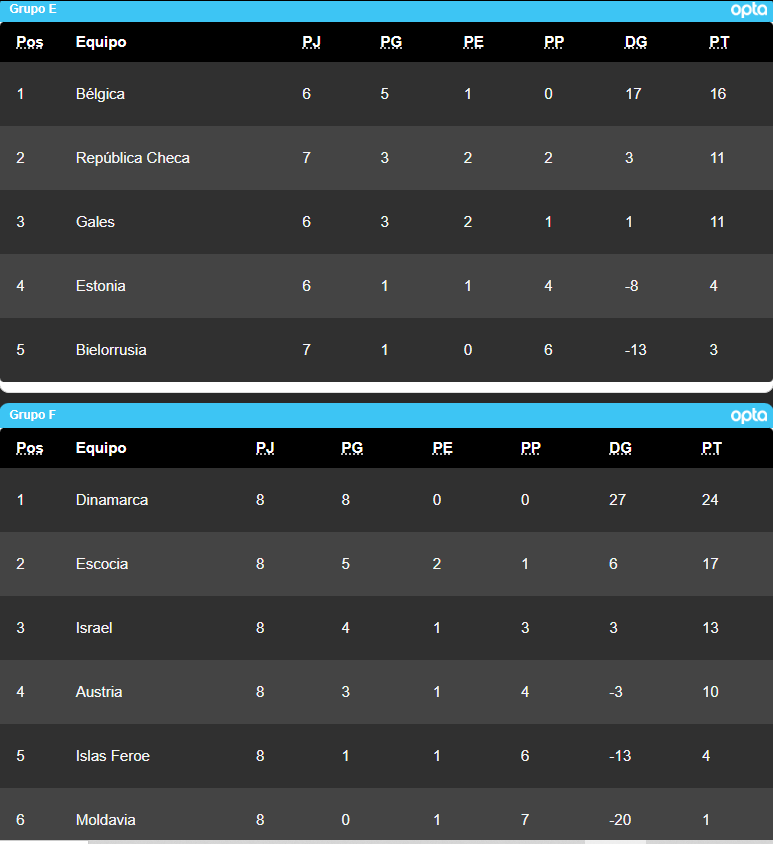 Grupo E opta
Pos Equipo PJ PG PE PP DG PT
1 Bélgica 6 5 1 0 17 16
2 República Checa 7 3 2 2 3 11
3 Gales 6 3 2 1 1 11
4 Estonia 6 1 1 4 -8 4
5 Bielorrusia 7 1 0 6 -13 3
Grupo F opta
Pos Equipo PJ PG PE PP DG PT
1 Dinamarca 8 8 0 0 27 24
2 Escocia 8 5 2 1 6 17
3 Israel 8 4 1 3 3 13
4 Austria 8 3 1 4 -3 10
5 Islas Feroe 8 1 1 6 -13 4
6 Moldavia 8 0 1 7 -20 1